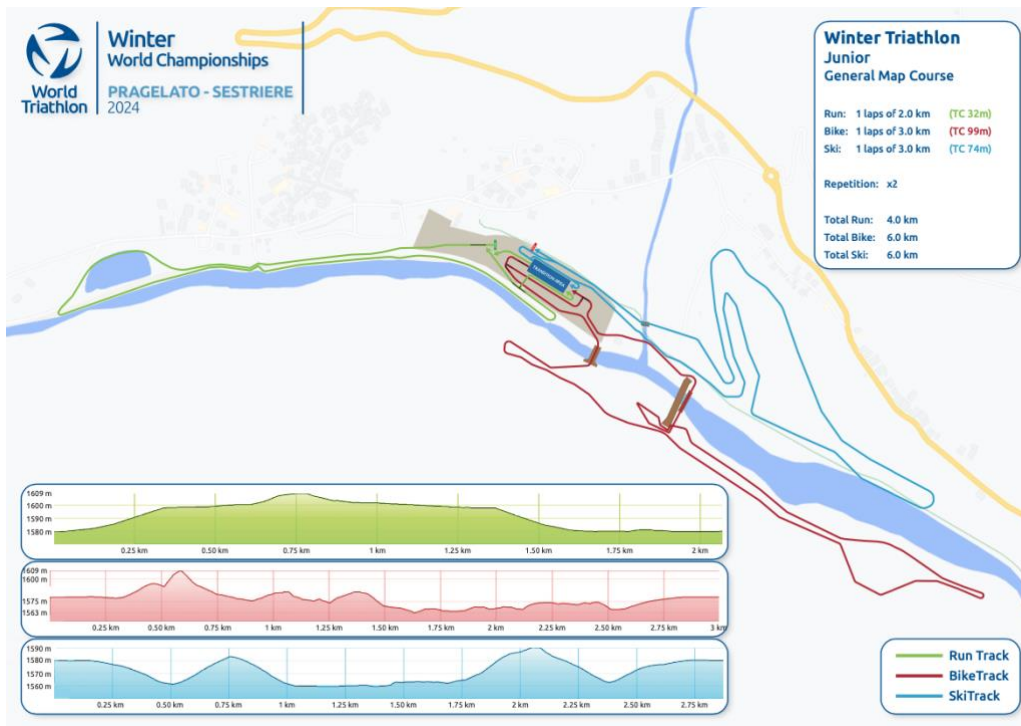 World
Triathlon
Winter
World Championships
PRAGELATO - SESTRIERE
2024
Winter Triathlon
Junior
General Map Course
Run: 1 laps of 2.0 km (TC 32m)
Bike: 1 laps of 3.0 km (TC 99m)
Ski: 1 laps of 3.0 km (TC 74m)
Repetition: x2
Total Run: 4.0 km
Total Bike: 6.0 km
Total Ski: 6.0 km
TRANSITION AREA
1609 m
1600 m
1590 m
1580 m
0.25 km 0.50 km 0.75 km 1 km 1.25 km 1.50 km 1.75 km 2 km
1609 m
1600 m
1575 m
1563 m
0.25 km 0.50 km 0.75 km 1 km 1.25 km 1.50 km 1.75 km 2 km 2.25 km 2.50 km 2.75 km 3 km
1590 m
1580 m
1570 m
1560 m
0.25 km 0.50 km 0.75 km 1 km 1.25 km 1.50 km 1.75 km 2 km 2.25 km 2.50 km 2.75 km
Run Track
BikeTrack
SkiTrack